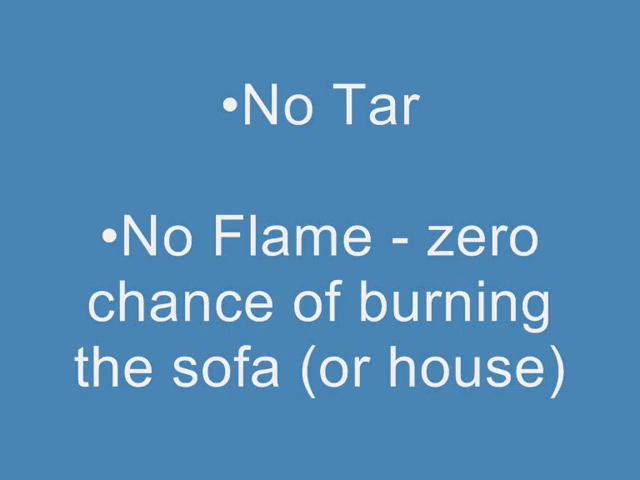 •No Tar
•No Flame - zero
chance of burning
the sofa (or house)